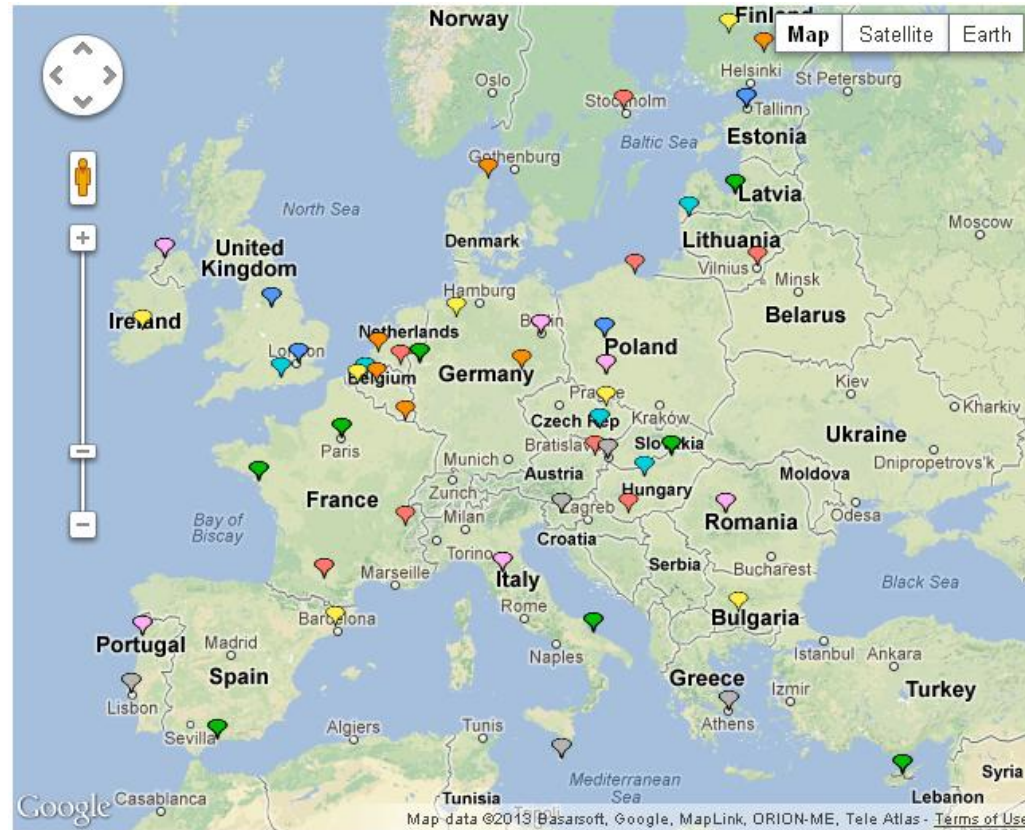 Norway
Finland
Map
Satellite
Earth
Oslo
Helsinki
St Petersburg
Stockholm
Tallinn
Baltic Sea
Estonia
Gothenburg
Latvia
North Sea
Moscow
United
Kingdom
Denmark
Lithuania
Vilnius
Minsk
Hamburg
Ireland
Netherlands
Berlin
Belarus
London
Poland
Belgium
Germany
Kiev
Prague
Kharkiv
Czech Rep
Kraków
Ukraine
Paris
Bratislava
Slovakia
Munich
Dnipropetrovs'k
Austria
Moldova
Zurich
Hungary
France
Milan
Zagreb
Romania
Odesa
Bay of
Biscay
Croatia
Torino
Serbia
Bucharest
Marseille
Italy
Black Sea
Rome
Barcelona
Bulgaria
Portugal
Madrid
Naples
Istanbul
Ankara
Spain
Greece
Izmir
Turkey
Lisbon
Athens
Sevilla
Algiers
Tunis
Mediterranean
Sea
Syria
Google
Casablanca
Tunisia
Tripoli
Lebanon
Map data ©2013 Basarsoft, Google, MapLink, ORION-ME, Tele Atlas - Terms of Use